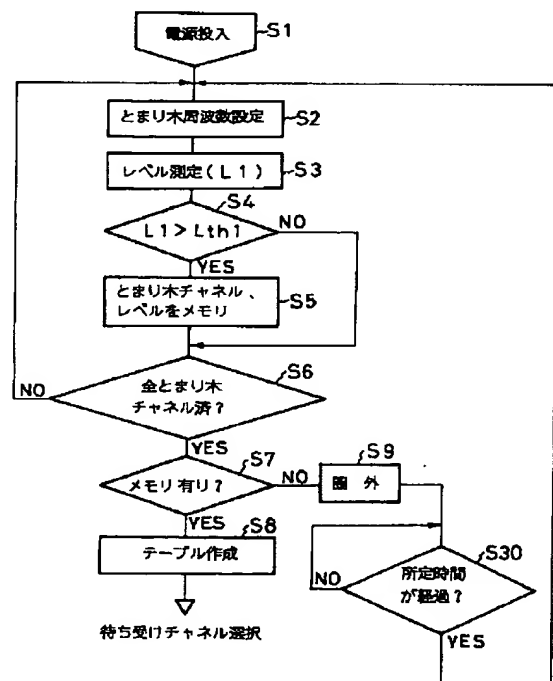 電源投入
S1
とまり木周波数設定
S2
レベル測定(L1)
S3
S4
L1>Lth1
NO
YES
とまり木チャネル、
レベルをメモリ
S5
S6
全とまり木
チャネル済?
NO
YES
S7
メモリ有り?
NO
S9
圏 外
YES
S8
テーブル作成
S30
所定時間
が経過?
NO
YES
待ち受けチャネル選択